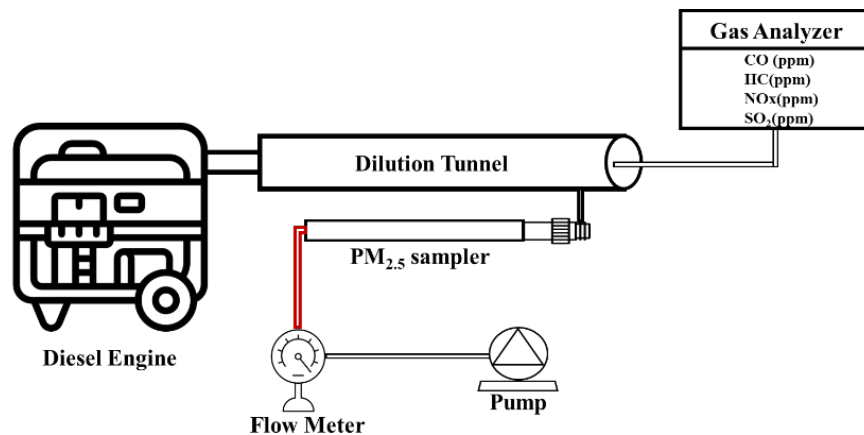 Gas Analyzer
CO (ppm)
HC(ppm)
NOx(ppm)
SO₂(ppm)
Dilution Tunnel
PM₂.₅ sampler
Diesel Engine
Flow Meter
Pump